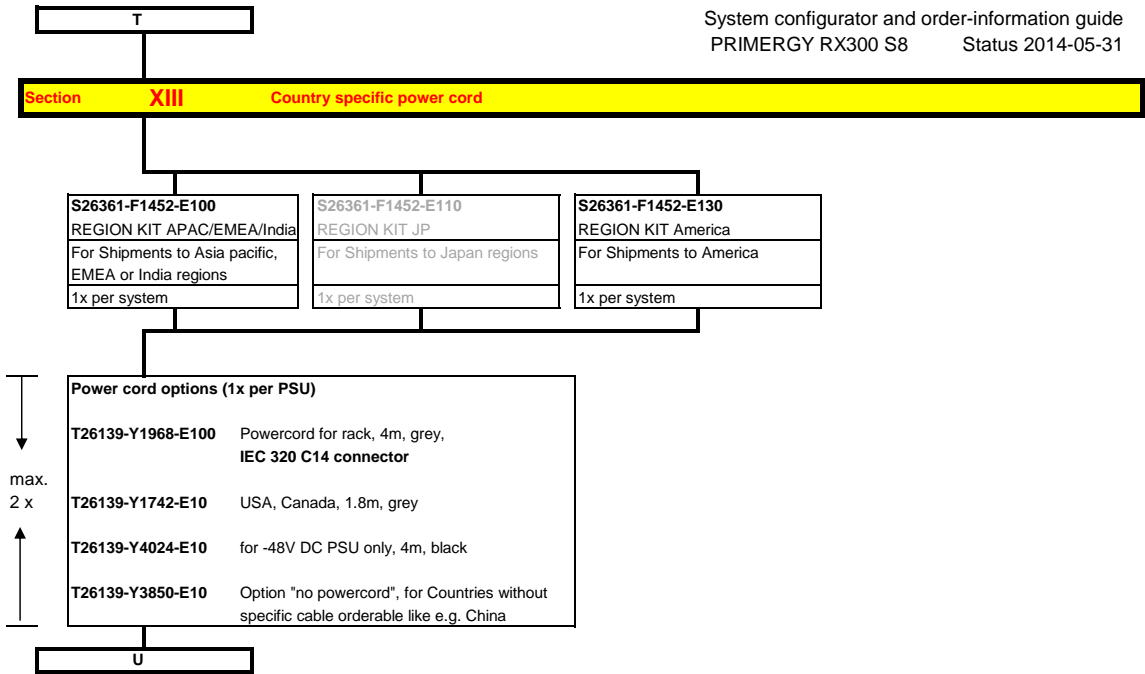 T
System configurator and order-information guide
PRIMERGY RX300 S8 Status 2014-05-31
Section XIII Country specific power cord
S26361-F1452-E100
REGION KIT APAC/EMEA/India
For Shipments to Asia pacific,
EMEA or India regions
1x per system
S26361-F1452-E110
REGION KIT JP
For Shipments to Japan regions
1x per system
S26361-F1452-E130
REGION KIT America
For Shipments to America
1x per system
max.
2 x
Power cord options (1x per PSU)
T26139-Y1968-E100 Powercord for rack, 4m, grey,
IEC 320 C14 connector
T26139-Y1742-E10 USA, Canada, 1.8m, grey
T26139-Y4024-E10 for -48V DC PSU only, 4m, black
T26139-Y3850-E10 Option "no powercord", for Countries without
specific cable orderable like e.g. China
U